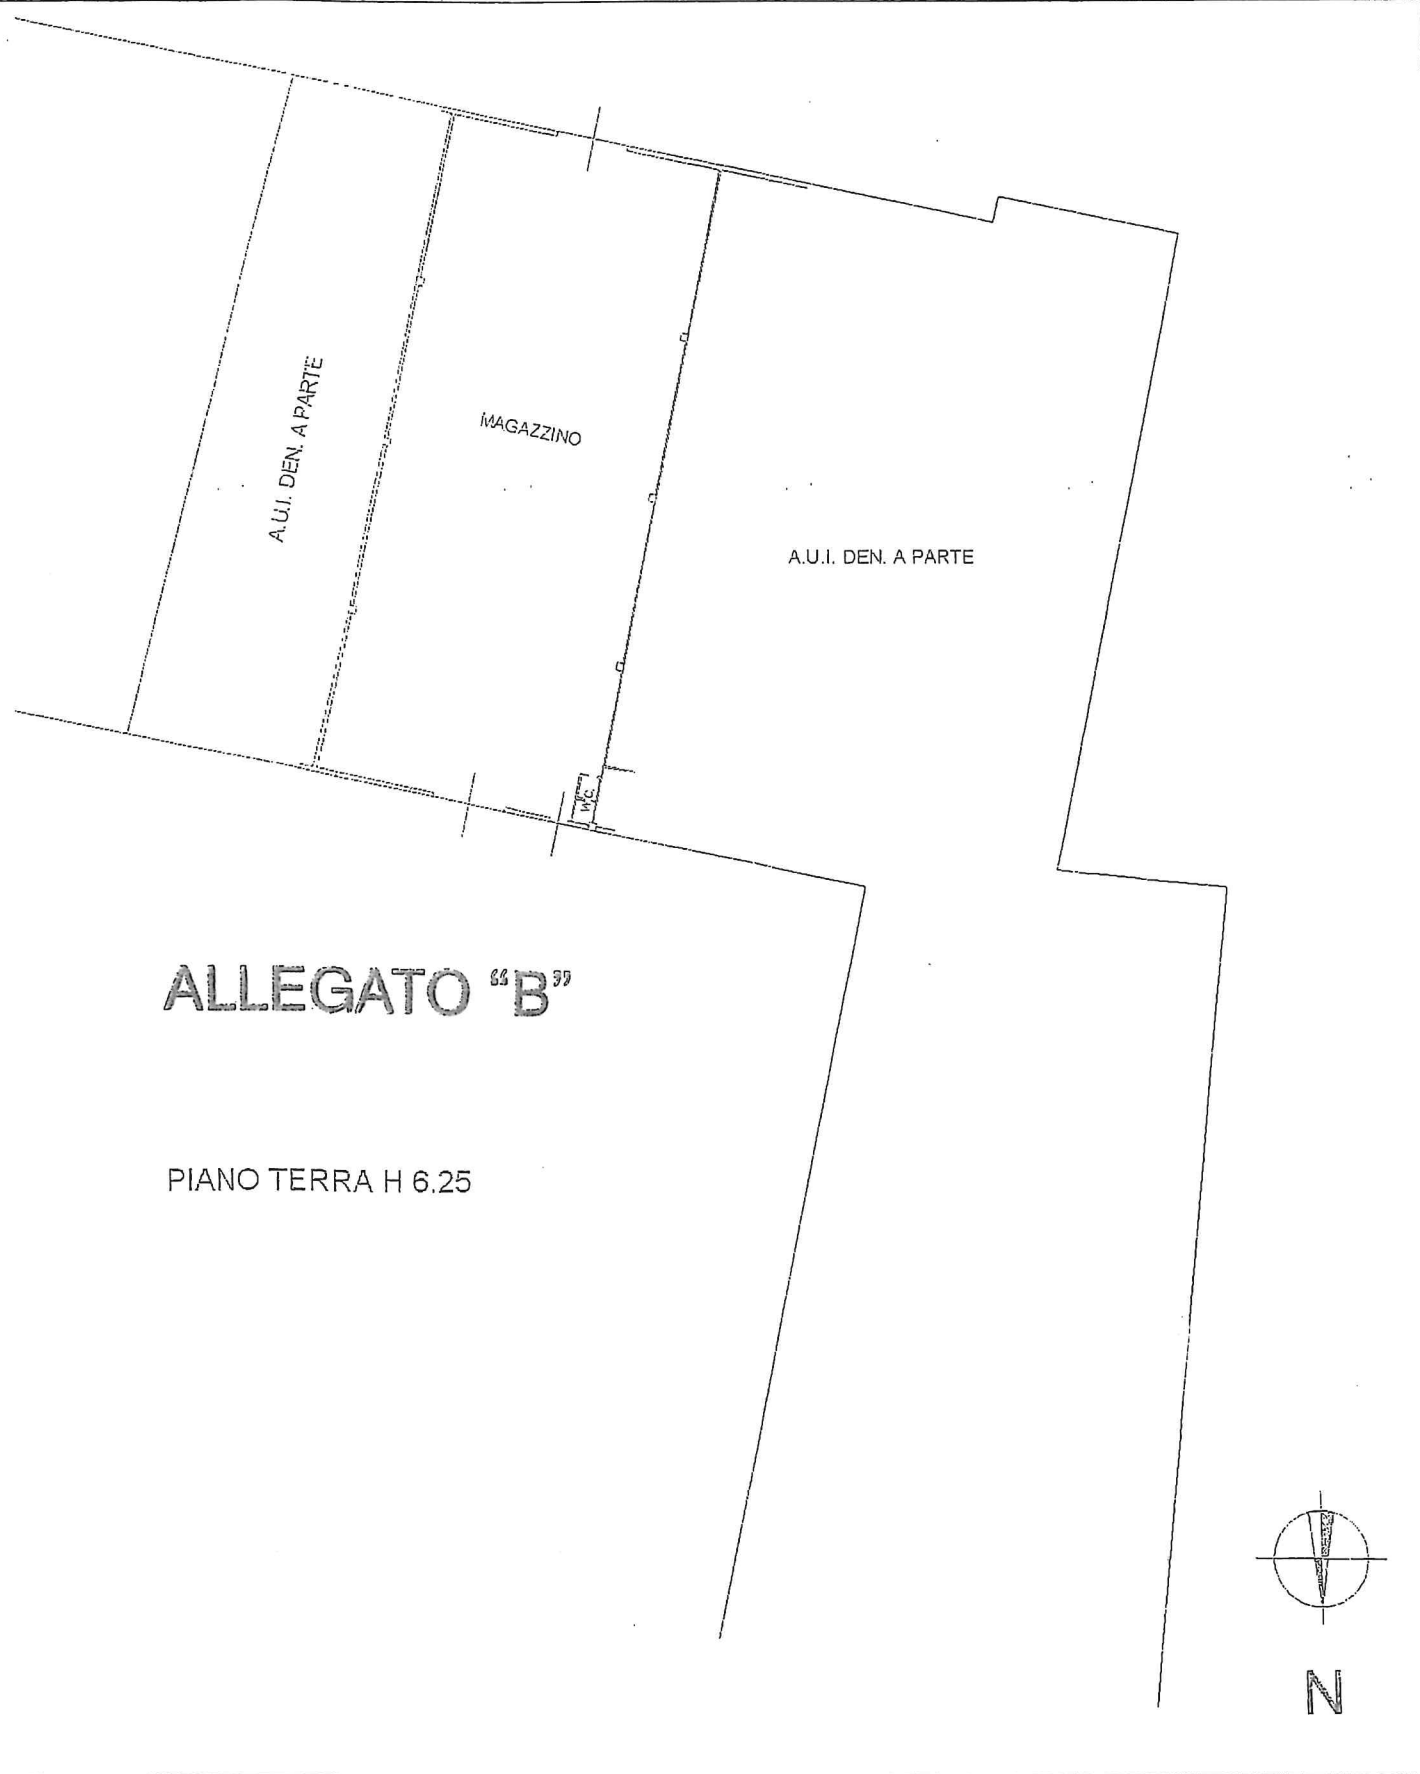 A.U.I. DEN. A PARTE
MAGAZZINO
A.U.I. DEN. A PARTE
W.C.
ALLEGATO “B”
PIANO TERRA H 6.25
N